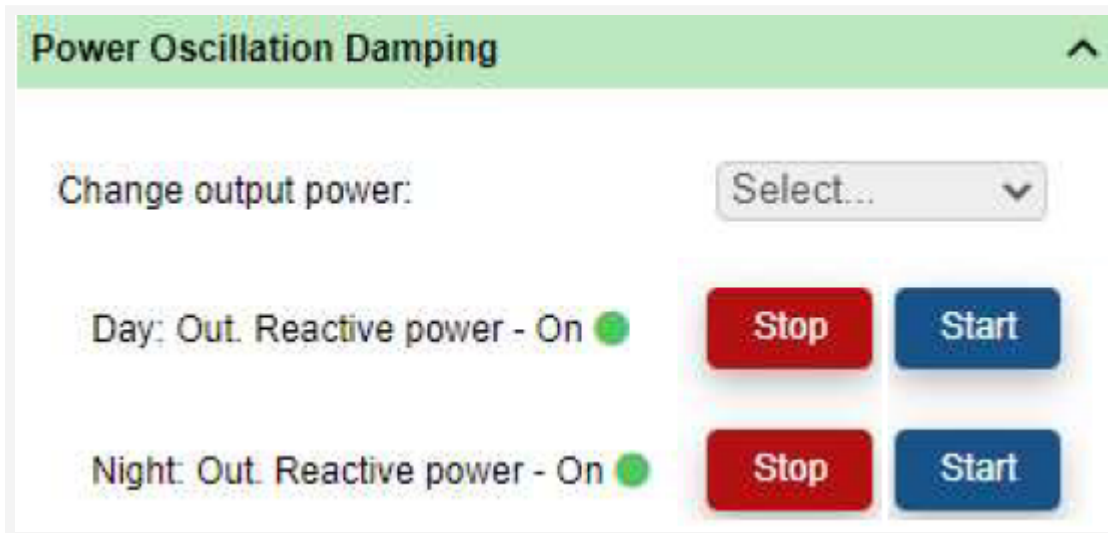 Power Oscillation Damping
Change output power: Select...
Day: Out. Reactive power - On Stop Start
Night: Out. Reactive power - On Stop Start